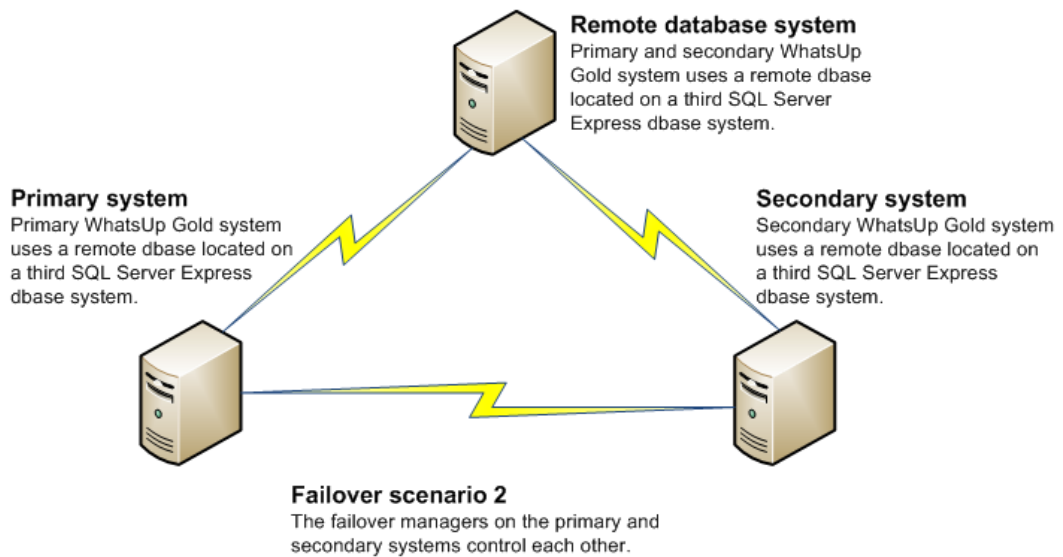 Remote database system
Primary and secondary WhatsUp
Gold system uses a remote dbase
located on a third SQL Server
Express dbase system.
Primary system
Primary WhatsUp Gold system
uses a remote dbase located on
a third SQL Server Express
dbase system.
Secondary system
Secondary WhatsUp Gold system
uses a remote dbase located on
a third SQL Server Express
dbase system.
Failover scenario 2
The failover managers on the primary and
secondary systems control each other.